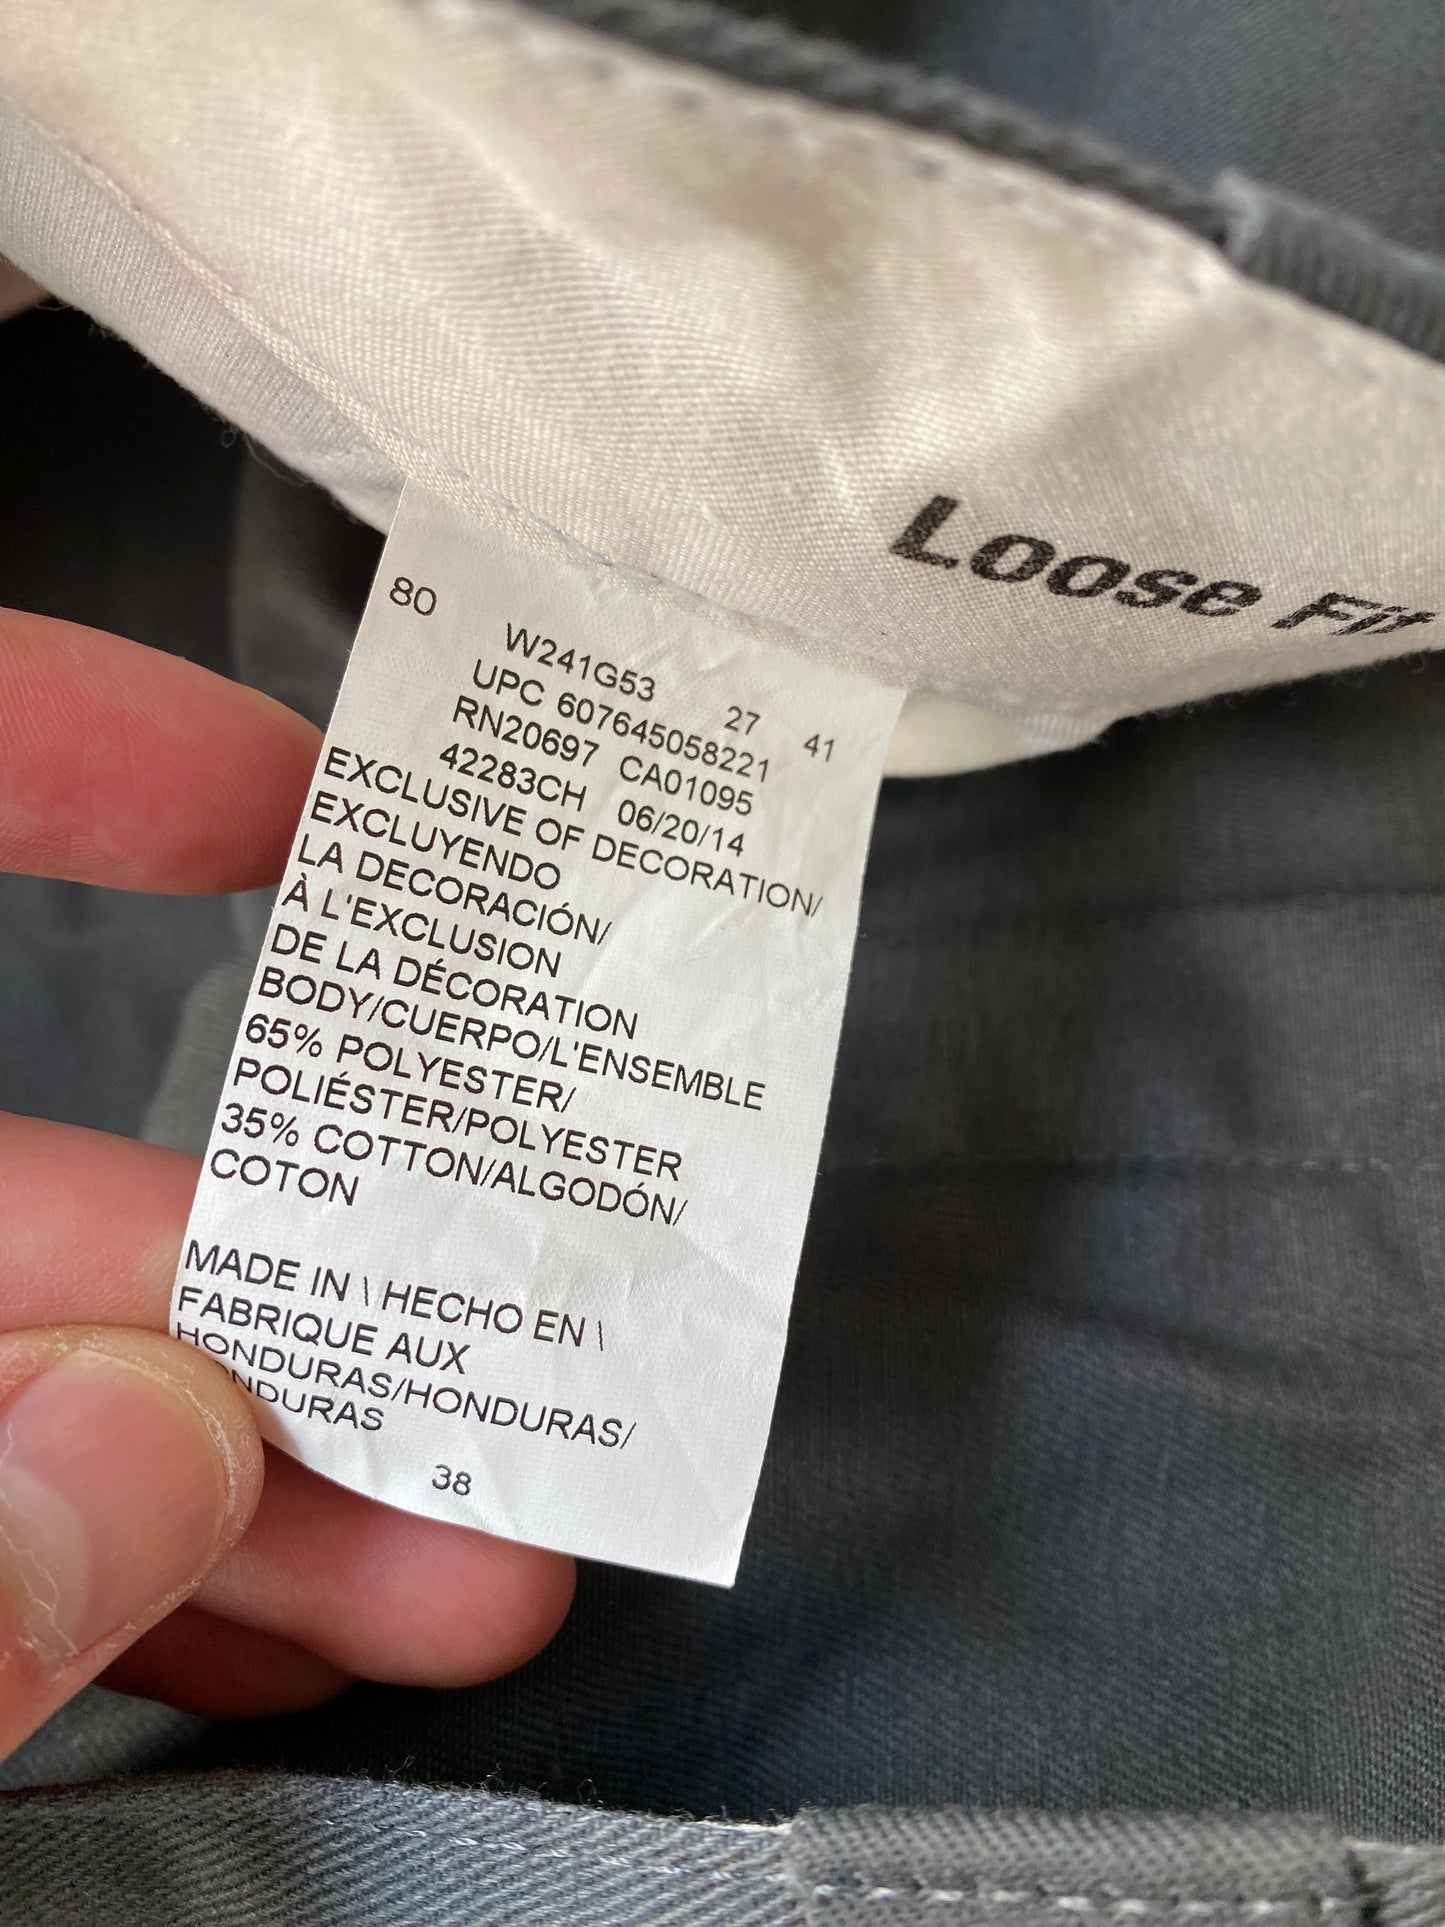 Loose Fit
80
W241G53 27 41
UPC 607645058221
RN20697 CA01095
42283CH 06/20/14
EXCLUSIVE OF DECORATION/
EXCLUYENDO
LA DECORACIÓN/
À L'EXCLUSION
DE LA DÉCORATION
BODY/CUERPO/L'ENSEMBLE
65% POLYESTER/
POLIÉSTER/POLYESTER
35% COTTON/ALGODÓN/
COTON
MADE IN \ HECHO EN \
FABRIQUE AUX
HONDURAS/HONDURAS/
HONDURAS
38